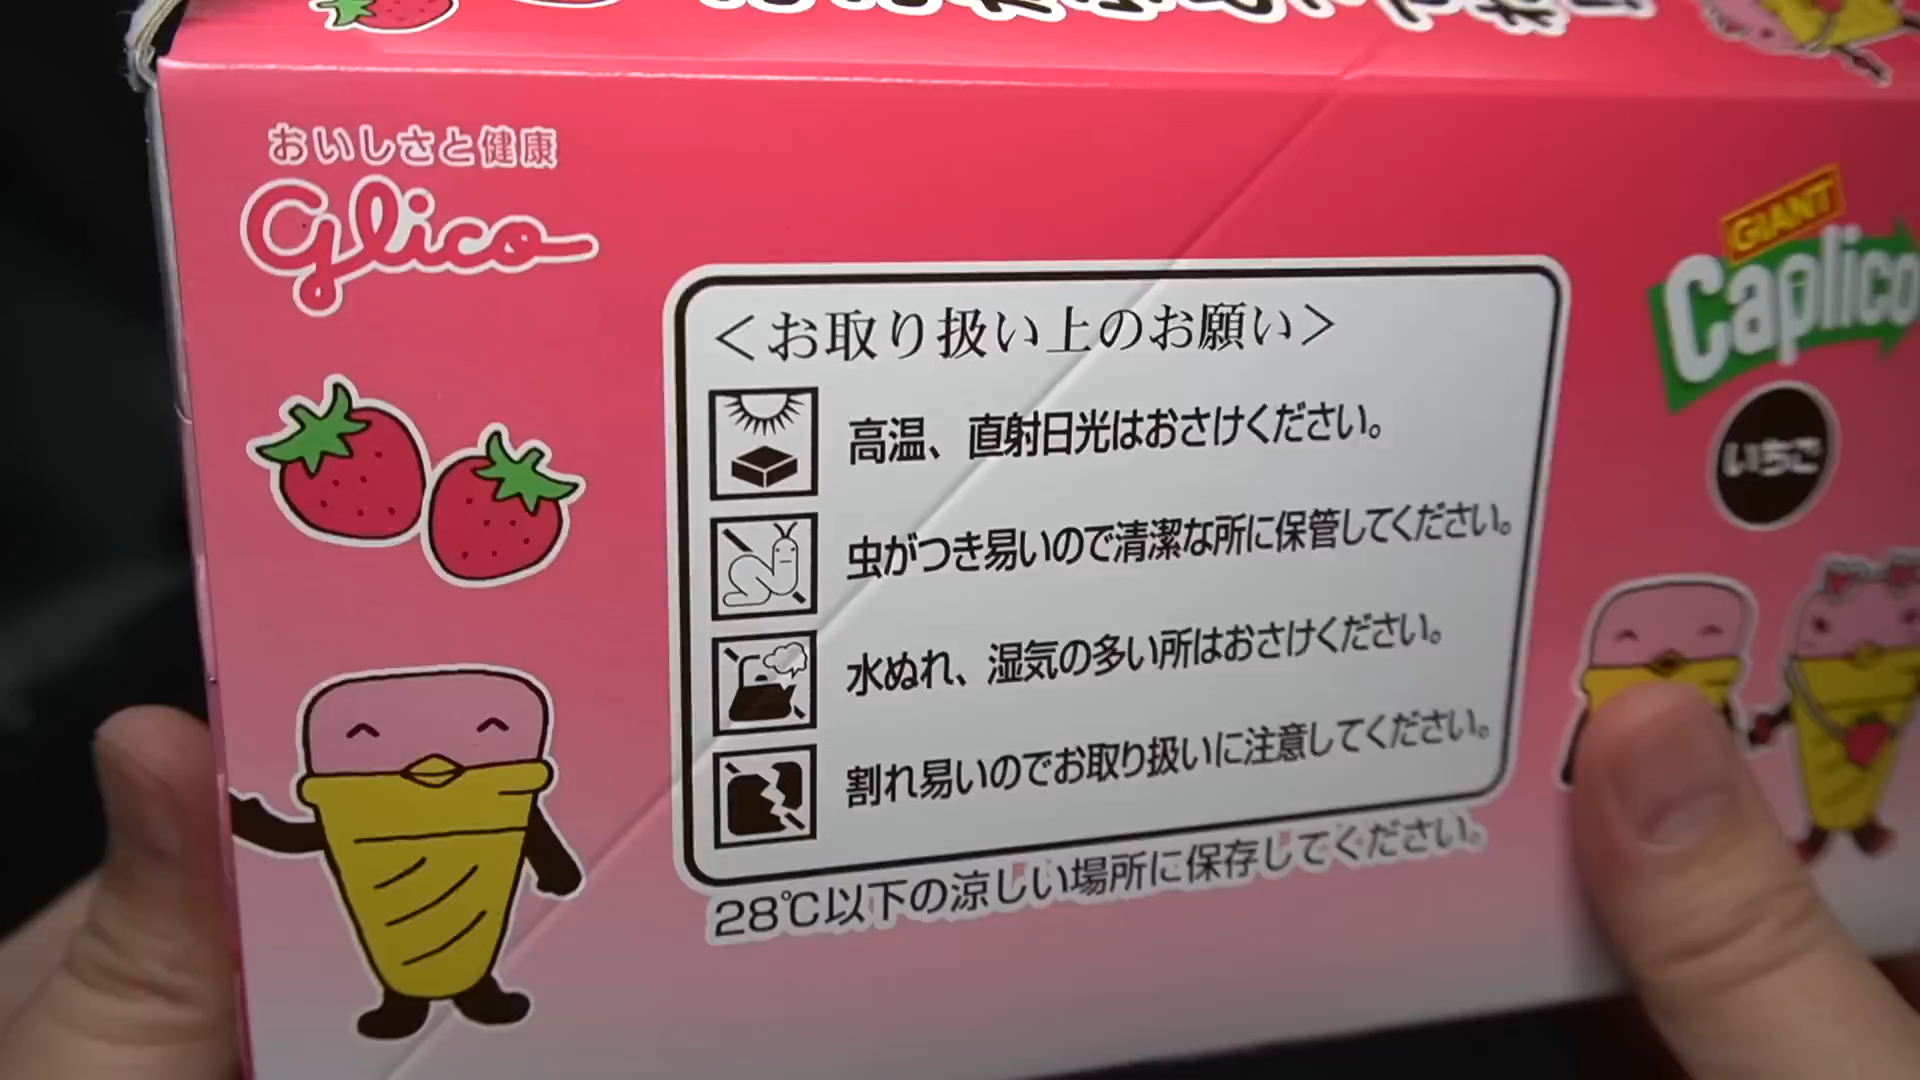 おいしさと健康
Glico
GIANT
Caplico
いちご
＜お取り扱い上のお願い＞
高温、直射日光はおさけください。
虫がつき易いので清潔な所に保管してください。
水ぬれ、湿気の多い所はおさけください。
割れ易いのでお取り扱いに注意してください。
28℃以下の涼しい場所に保存してください。